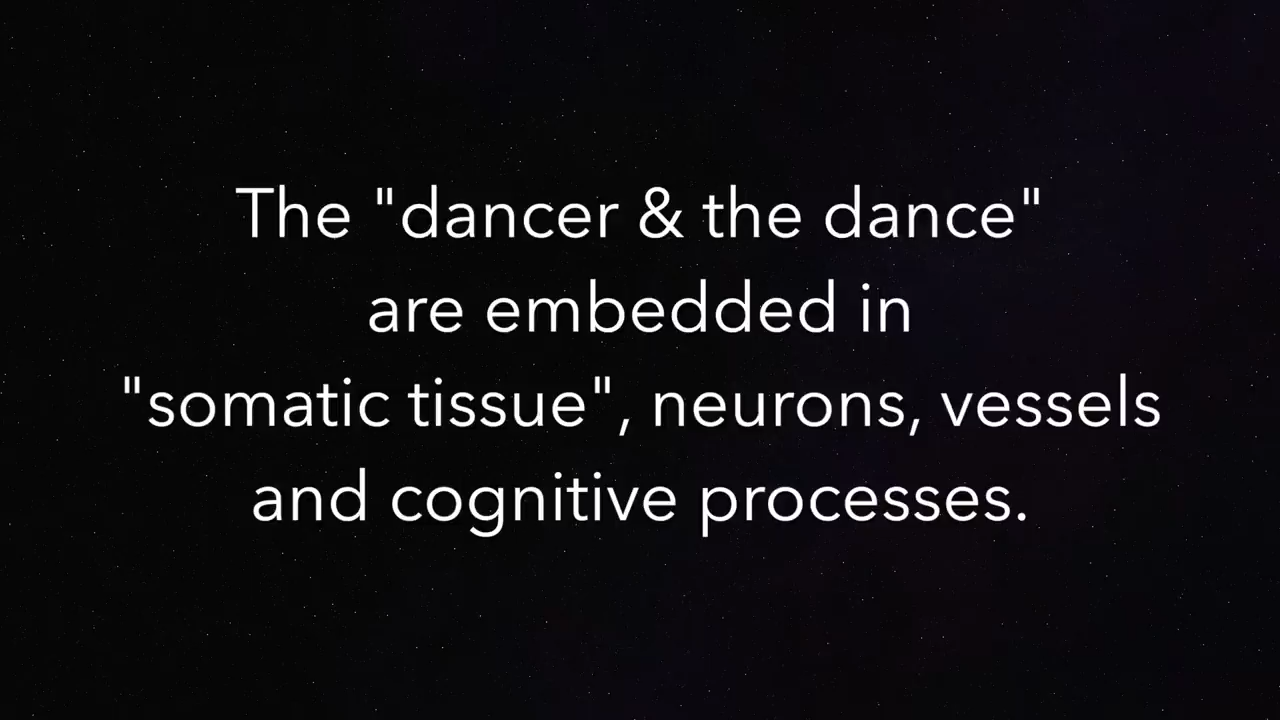 The "dancer & the dance"
are embedded in
"somatic tissue", neurons, vessels
and cognitive processes.